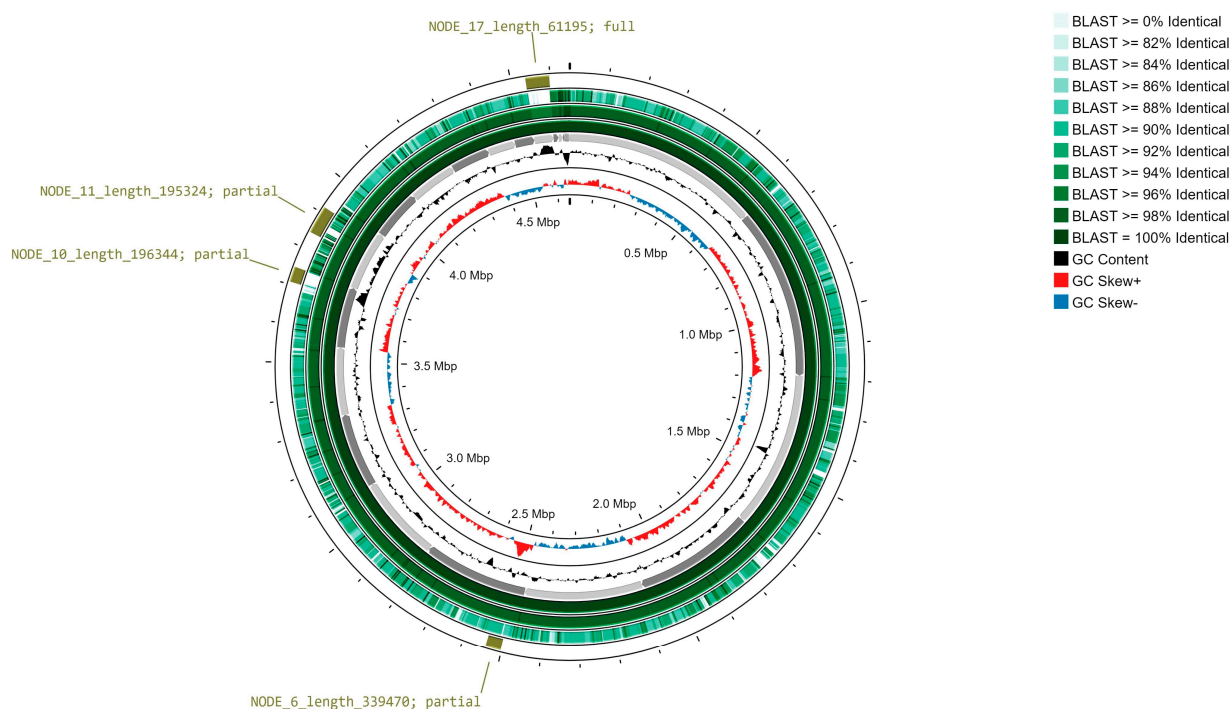 NODE_17_length_61195; full
NODE_11_length_195324; partial
NODE_10_length_196344; partial
NODE_6_length_339470; partial
4.5 Mbp
0.5 Mbp
4.0 Mbp
1.0 Mbp
3.5 Mbp
1.5 Mbp
3.0 Mbp
2.0 Mbp
2.5 Mbp
BLAST >= 0% Identical
BLAST >= 82% Identical
BLAST >= 84% Identical
BLAST >= 86% Identical
BLAST >= 88% Identical
BLAST >= 90% Identical
BLAST >= 92% Identical
BLAST >= 94% Identical
BLAST >= 96% Identical
BLAST >= 98% Identical
BLAST = 100% Identical
GC Content
GC Skew+
GC Skew-